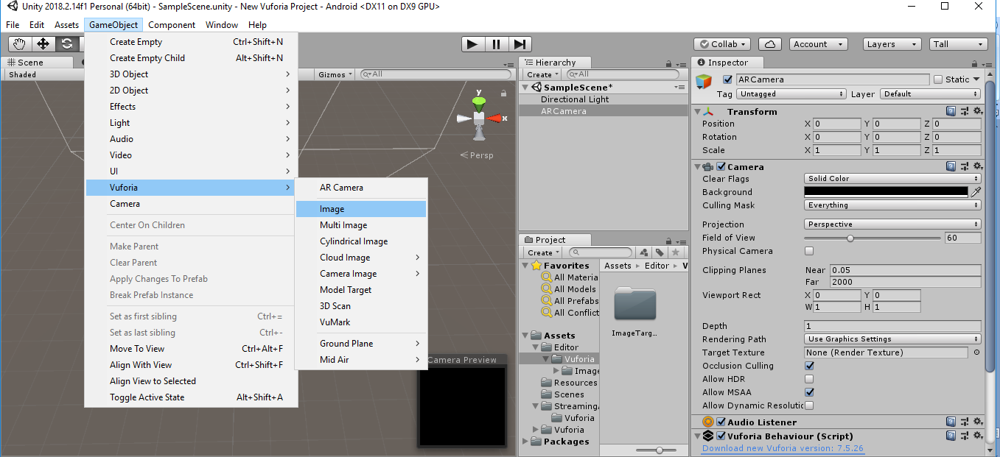 Unity 2018.2.14f1 Personal (64bit) - SampleScene.unity - New Vuforia Project - Android <DX11 on DX9 GPU>
File Edit Assets GameObject Component Window Help
Collab Account Layers Tall
Scene
Shaded
Gizmos All
y
x
Persp
Create Empty Ctrl+Shift+N
Create Empty Child Alt+Shift+N
3D Object
2D Object
Effects
Light
Audio
Video
UI
Vuforia
Camera
Center On Children
Make Parent
Clear Parent
Apply Changes To Prefab
Break Prefab Instance
Set as first sibling Ctrl+=
Set as last sibling Ctrl+-
Move To View Ctrl+Alt+F
Align With View Ctrl+Shift+F
Align View to Selected
Toggle Active State Alt+Shift+A
AR Camera
Image
Multi Image
Cylindrical Image
Cloud Image
Camera Image
Model Target
3D Scan
VuMark
Ground Plane
Mid Air
Camera Preview
Hierarchy
Create All
SampleScene*
Directional Light
ARCamera
Project
Create
Favorites
All Materia
All Models
All Prefabs
All Conflict
Assets
Editor
Vuforia
Image
Resources
Scenes
Streaming
Vuforia
Vuforia
Packages
Assets Editor V
ImageTarg...
Inspector
ARCamera Static
Tag Untagged Layer Default
Transform
Position X 0 Y 0 Z 0
Rotation X 0 Y 0 Z 0
Scale X 1 Y 1 Z 1
Camera
Clear Flags Solid Color
Background
Culling Mask Everything
Projection Perspective
Field of View 60
Physical Camera
Clipping Planes Near 0.05
Far 2000
Viewport Rect X 0 Y 0
W 1 H 1
Depth 1
Rendering Path Use Graphics Settings
Target Texture None (Render Texture)
Occlusion Culling
Allow HDR
Allow MSAA
Allow Dynamic Resolutic
Audio Listener
Vuforia Behaviour (Script)
Download new Vuforia version: 7.5.26